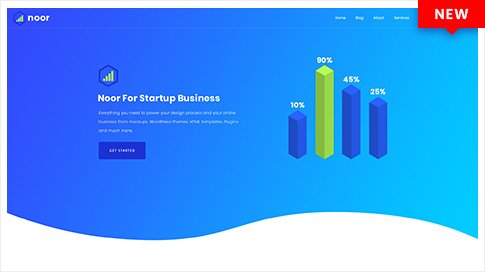 NEW
noor
Home Blog About Services
90%
45%
25%
10%
Noor For Startup Business
Everything you need to power your design process and your online
business from mockups, WordPress themes, HTML templates, Plugins
and much more.
GET STARTED